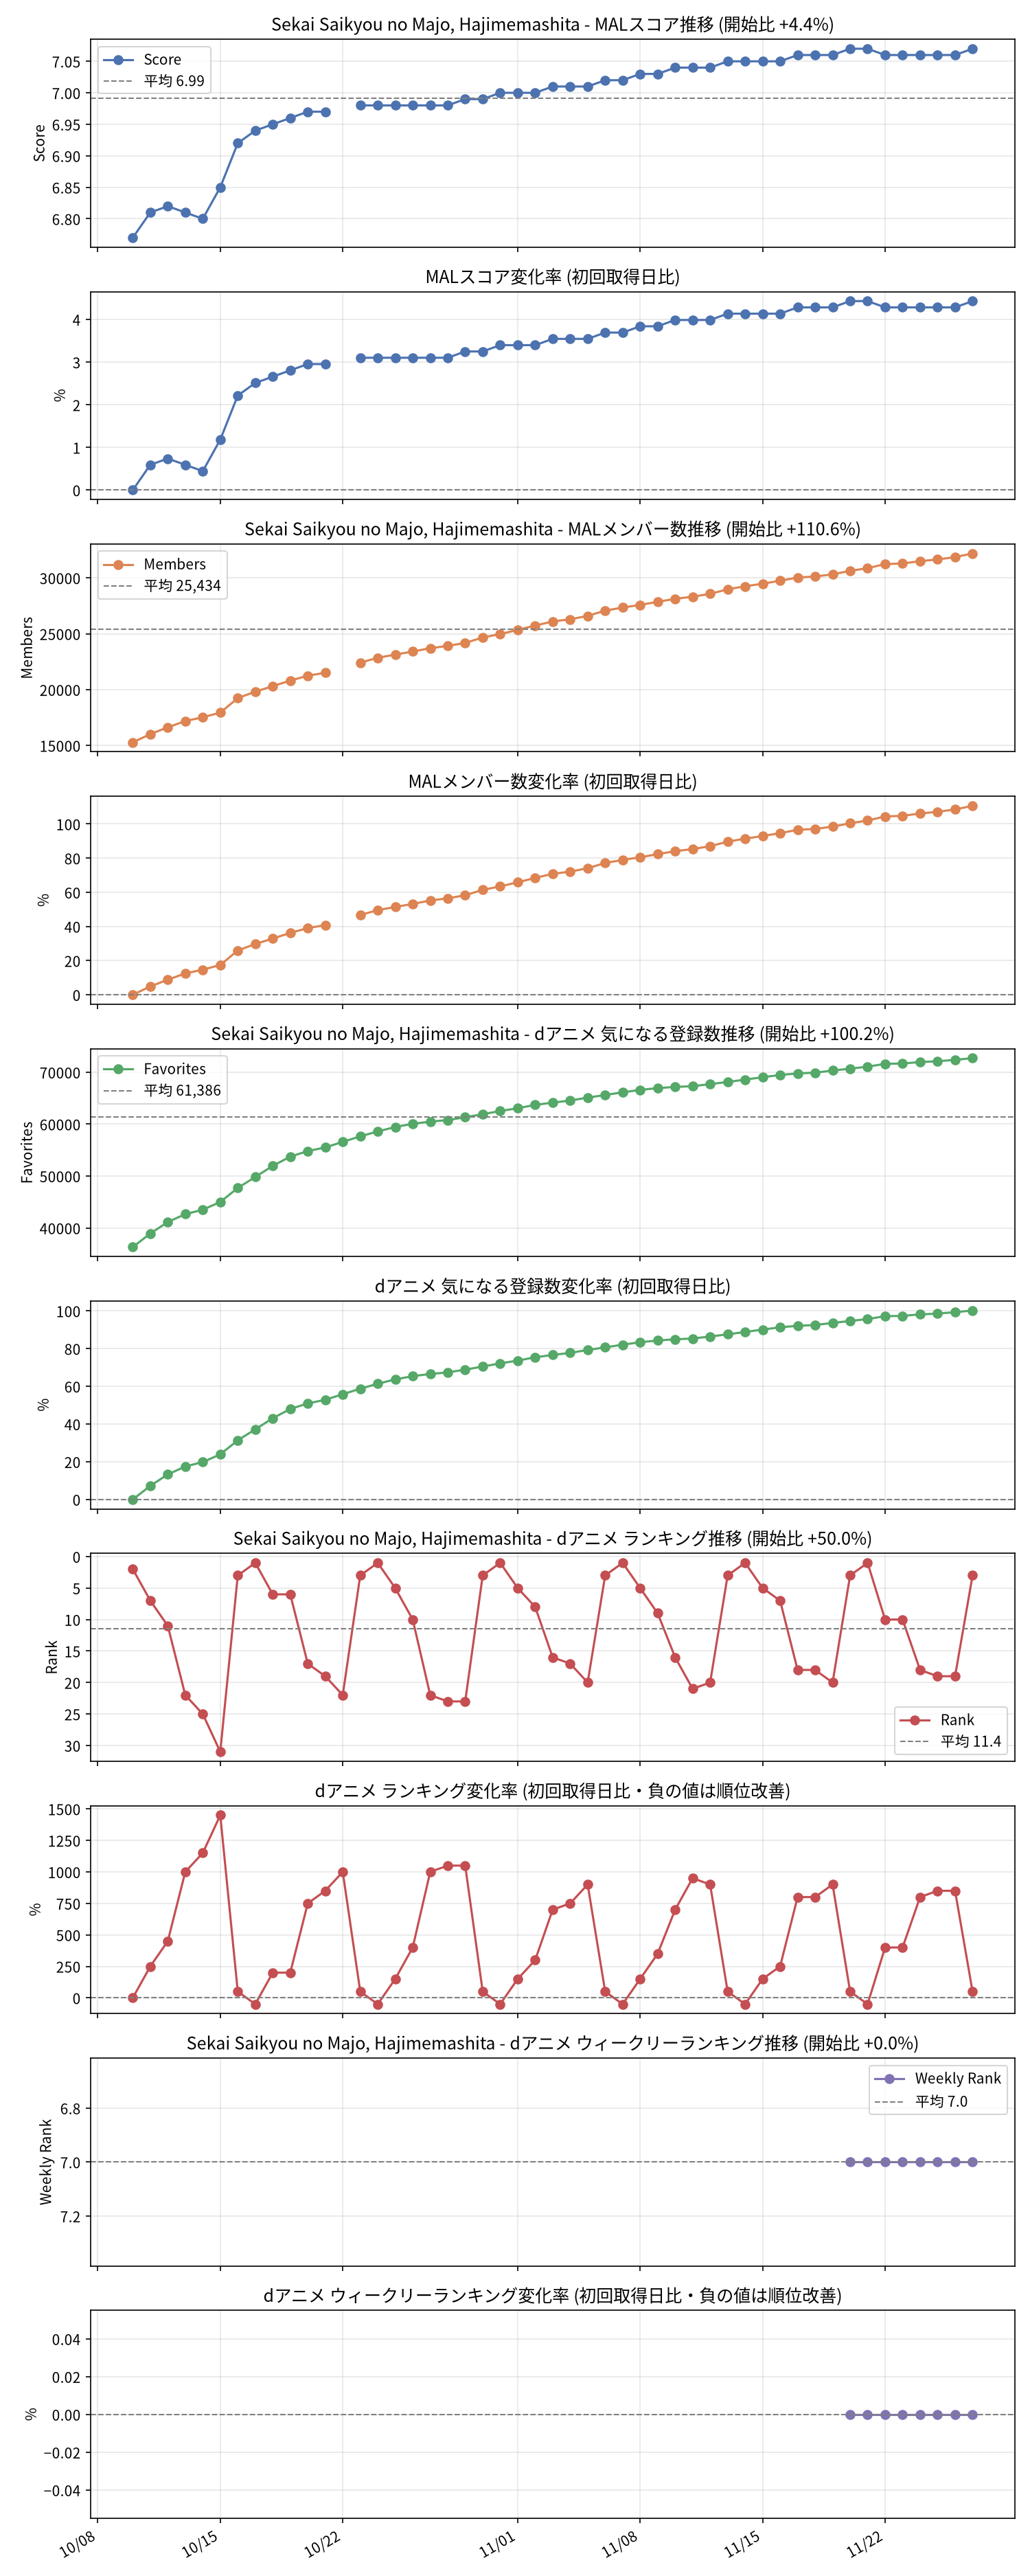 Sekai Saikyou no Majo, Hajimemashita - MALスコア推移 (開始比 +4.4%)
Score
平均 6.99
Score
7.05
7.00
6.95
6.90
6.85
6.80
MALスコア変化率 (初回取得日比)
%
4
3
2
1
0
Sekai Saikyou no Majo, Hajimemashita - MALメンバー数推移 (開始比 +110.6%)
Members
平均 25,434
Members
30000
25000
20000
15000
MALメンバー数変化率 (初回取得日比)
%
100
80
60
40
20
0
Sekai Saikyou no Majo, Hajimemashita - dアニメ 気になる登録数推移 (開始比 +100.2%)
Favorites
平均 61,386
Favorites
70000
60000
50000
40000
dアニメ 気になる登録数変化率 (初回取得日比)
%
100
80
60
40
20
0
Sekai Saikyou no Majo, Hajimemashita - dアニメ ランキング推移 (開始比 +50.0%)
Rank
0
5
10
15
20
25
30
Rank
平均 11.4
dアニメ ランキング変化率 (初回取得日比・負の値は順位改善)
%
1500
1250
1000
750
500
250
0
Sekai Saikyou no Majo, Hajimemashita - dアニメ ウィークリーランキング推移 (開始比 +0.0%)
Weekly Rank
平均 7.0
Weekly Rank
6.8
7.0
7.2
dアニメ ウィークリーランキング変化率 (初回取得日比・負の値は順位改善)
%
0.04
0.02
0.00
−0.02
−0.04
10/08
10/15
10/22
11/01
11/08
11/15
11/22